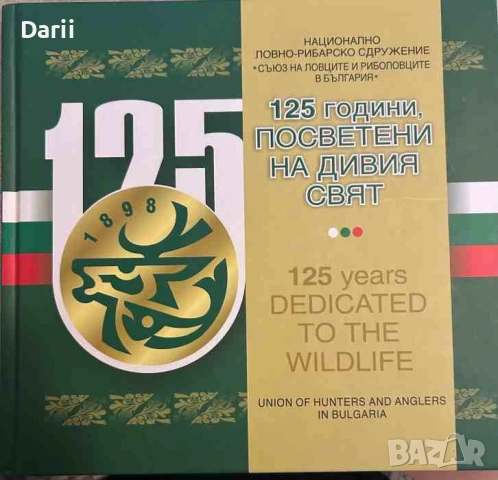 Darii
НАЦИОНАЛНО
ЛОВНО-РИБАРСКО СДРУЖЕНИЕ
"СЪЮЗ НА ЛОВЦИТЕ И РИБОЛОВЦИТЕ
В БЪЛГАРИЯ"
125 години,
ПОСВЕТЕНИ
НА ДИВИЯ
СВЯТ
125
1898
125 years
DEDICATED
TO THE
WILDLIFE
UNION OF HUNTERS AND ANGLERS
IN BULGARIA
BAZAR